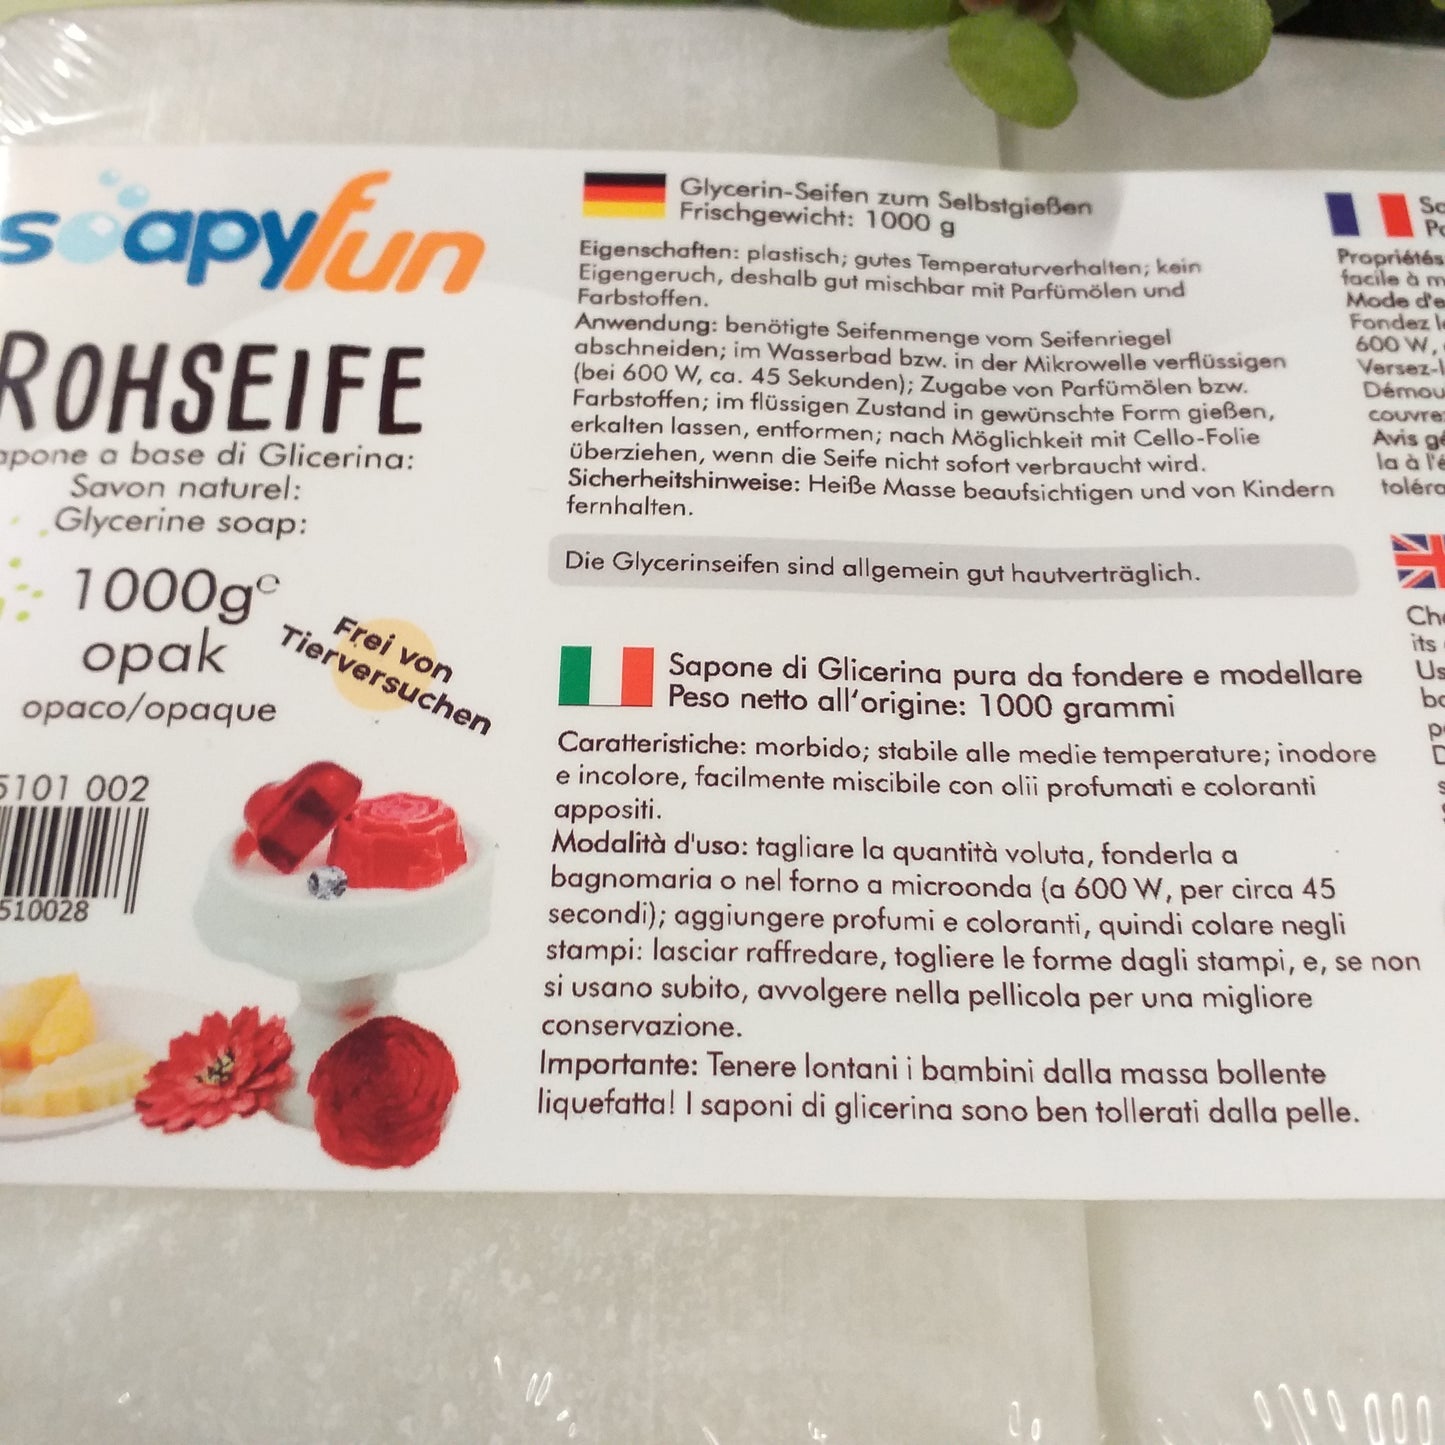 soapyfun
ROHSEIFE
apone a base di Glicerina:
Savon naturel:
Glycerine soap:
1000g℮
opak
opaco/opaque
Frei von
Tierversuchen
5101 002
510028
Glycerin-Seifen zum Selbstgießen
Frischgewicht: 1000 g
Eigenschaften: plastisch; gutes Temperaturverhalten; kein
Eigengeruch, deshalb gut mischbar mit Parfümölen und
Farbstoffen.
Anwendung: benötigte Seifenmenge vom Seifenriegel
abschneiden; im Wasserbad bzw. in der Mikrowelle verflüssigen
(bei 600 W, ca. 45 Sekunden); Zugabe von Parfümölen bzw.
Farbstoffen; im flüssigen Zustand in gewünschte Form gießen,
erkalten lassen, entformen; nach Möglichkeit mit Cello-Folie
überziehen, wenn die Seife nicht sofort verbraucht wird.
Sicherheitshinweise: Heiße Masse beaufsichtigen und von Kindern
fernhalten.
Die Glycerinseifen sind allgemein gut hautverträglich.
Sapone di Glicerina pura da fondere e modellare
Peso netto all'origine: 1000 grammi
Caratteristiche: morbido; stabile alle medie temperature; inodore
e incolore, facilmente miscibile con olii profumati e coloranti
appositi.
Modalità d'uso: tagliare la quantità voluta, fonderla a
bagnomaria o nel forno a microonda (a 600 W, per circa 45
secondi); aggiungere profumi e coloranti, quindi colare negli
stampi: lasciar raffredare, togliere le forme dagli stampi, e, se non
si usano subito, avvolgere nella pellicola per una migliore
conservazione.
Importante: Tenere lontani i bambini dalla massa bollente
liquefatta! I saponi di glicerina sono ben tollerati dalla pelle.
Propriétés
facile à m
Mode d'e
Fondez l
600 W,
Versez-l
Démou
couvre
Avis gé
la à l'é
toléra
its
Us